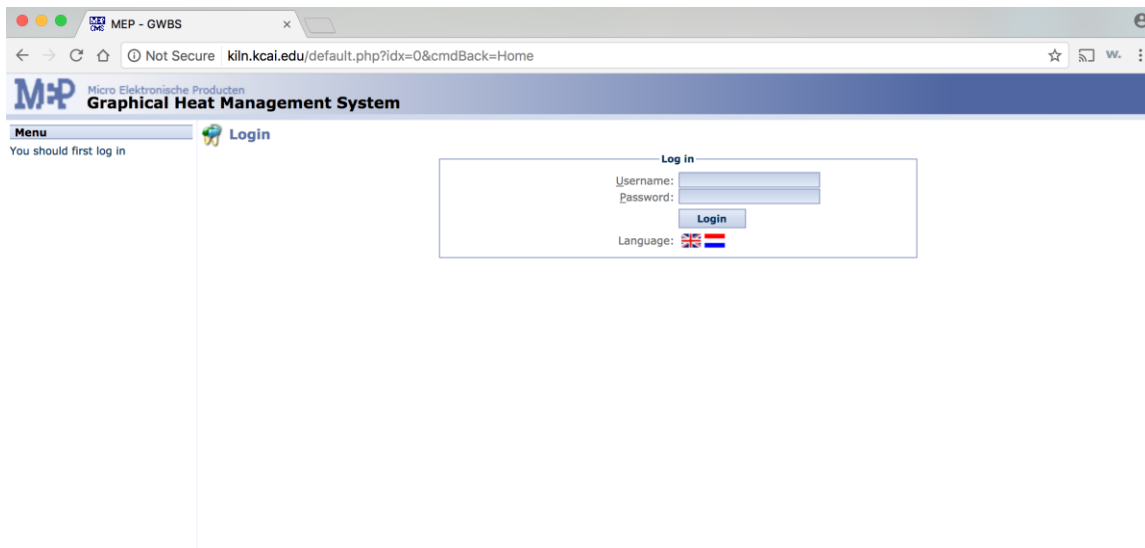 MEP - GWBS
Not Secure kiln.kcai.edu/default.php?idx=0&cmdBack=Home
W.
MEP Micro Elektronische Producten
Graphical Heat Management System
Menu
You should first log in
Login
Log in
Username:
Password:
Login
Language: